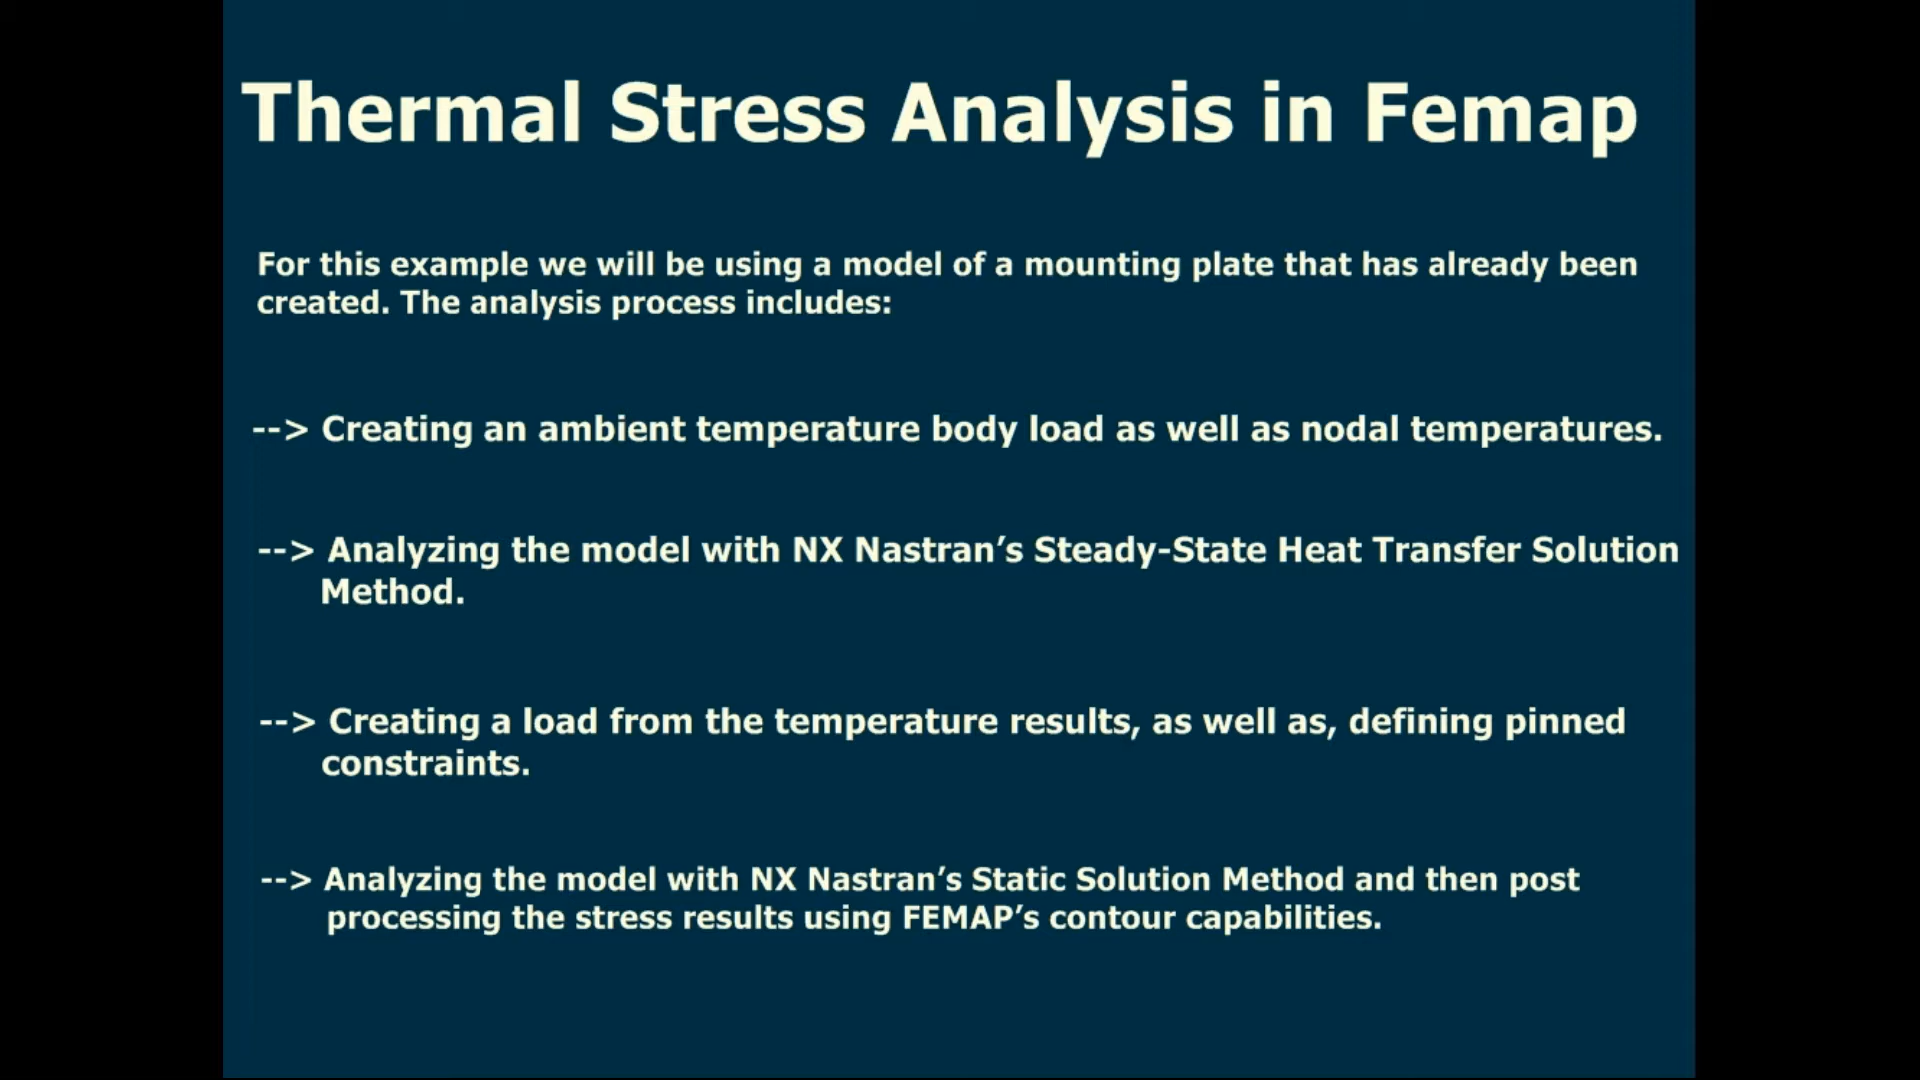 Thermal Stress Analysis in Femap
For this example we will be using a model of a mounting plate that has already been
created. The analysis process includes:
--> Creating an ambient temperature body load as well as nodal temperatures.
--> Analyzing the model with NX Nastran’s Steady-State Heat Transfer Solution
Method.
--> Creating a load from the temperature results, as well as, defining pinned
constraints.
--> Analyzing the model with NX Nastran’s Static Solution Method and then post
processing the stress results using FEMAP’s contour capabilities.